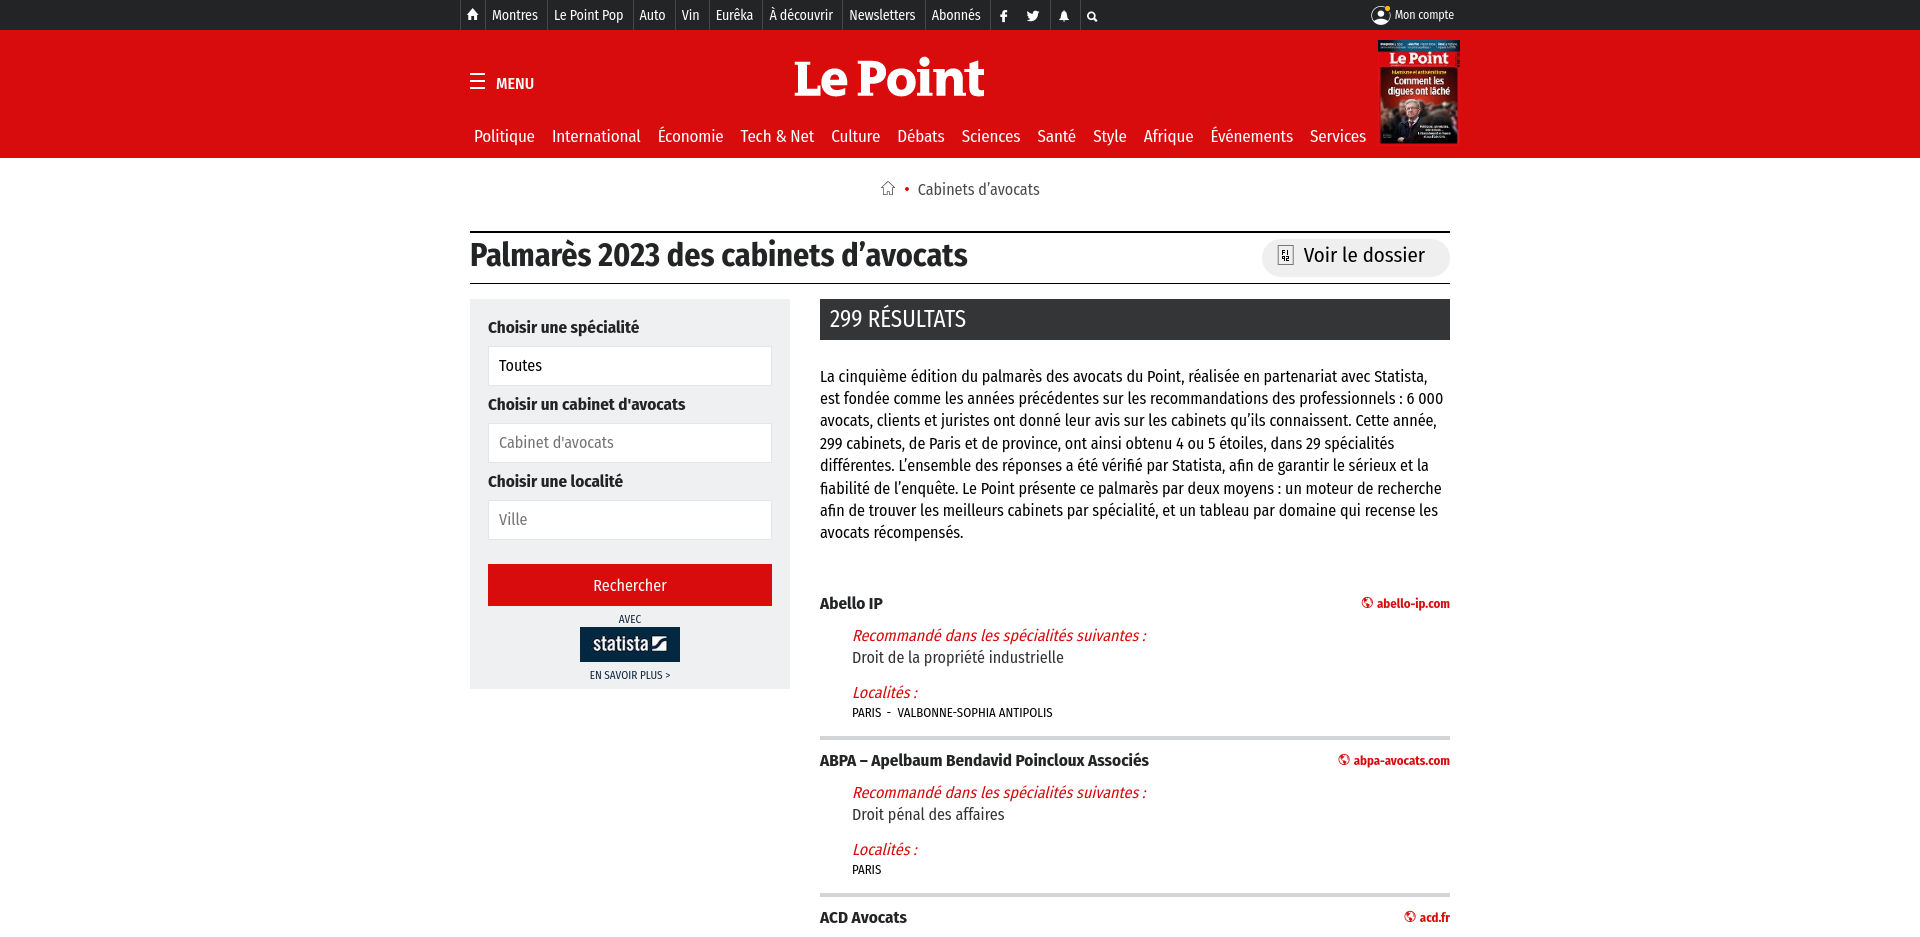 Montres Le Point Pop Auto Vin Eurêka À découvrir Newsletters Abonnés Mon compte
MENU
Le Point
Le Point
Comment les
digues ont lâché
Politique International Économie Tech & Net Culture Débats Sciences Santé Style Afrique Événements Services
• Cabinets d’avocats
Palmarès 2023 des cabinets d’avocats
Voir le dossier
Choisir une spécialité
Toutes
Choisir un cabinet d'avocats
Cabinet d'avocats
Choisir une localité
Ville
Rechercher
AVEC
statista
EN SAVOIR PLUS >
299 RÉSULTATS
La cinquième édition du palmarès des avocats du Point, réalisée en partenariat avec Statista,
est fondée comme les années précédentes sur les recommandations des professionnels : 6 000
avocats, clients et juristes ont donné leur avis sur les cabinets qu’ils connaissent. Cette année,
299 cabinets, de Paris et de province, ont ainsi obtenu 4 ou 5 étoiles, dans 29 spécialités
différentes. L’ensemble des réponses a été vérifié par Statista, afin de garantir le sérieux et la
fiabilité de l’enquête. Le Point présente ce palmarès par deux moyens : un moteur de recherche
afin de trouver les meilleurs cabinets par spécialité, et un tableau par domaine qui recense les
avocats récompensés.
Abello IP abello-ip.com
Recommandé dans les spécialités suivantes :
Droit de la propriété industrielle
Localités :
PARIS - VALBONNE-SOPHIA ANTIPOLIS
ABPA – Apelbaum Bendavid Poincloux Associés abpa-avocats.com
Recommandé dans les spécialités suivantes :
Droit pénal des affaires
Localités :
PARIS
ACD Avocats acd.fr